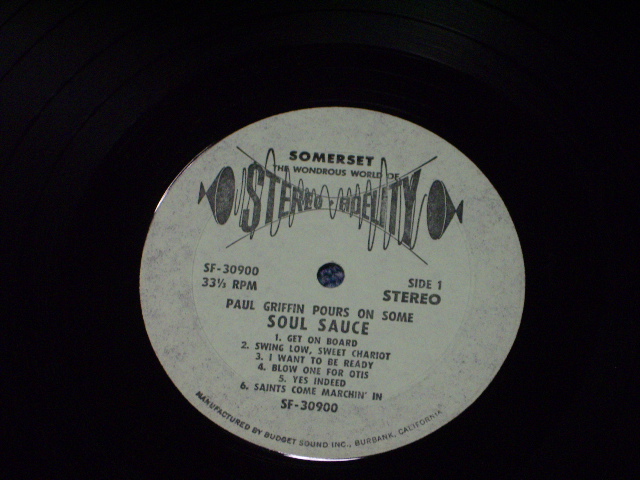 SOMERSET
THE WONDROUS WORLD OF
STEREO-FIDELITY
SF-30900
33⅓ RPM
SIDE 1
STEREO
PAUL GRIFFIN POURS ON SOME
SOUL SAUCE
1. GET ON BOARD
2. SWING LOW, SWEET CHARIOT
3. I WANT TO BE READY
4. BLOW ONE FOR OTIS
5. YES INDEED
6. SAINTS COME MARCHIN' IN
SF-30900
MANUFACTURED BY BUDGET SOUND INC., BURBANK, CALIFORNIA